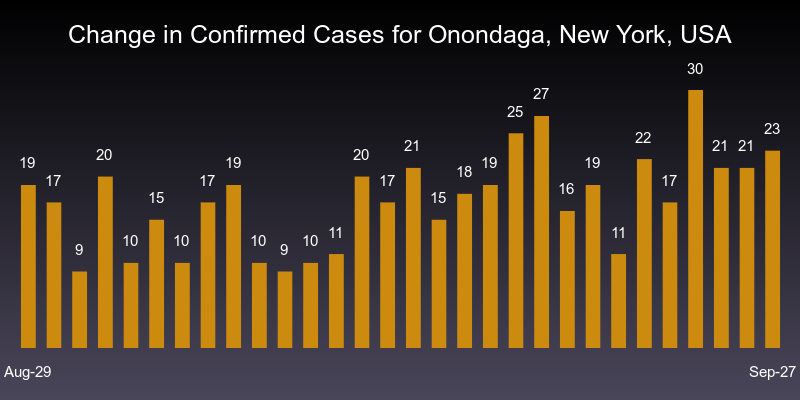 Change in Confirmed Cases for Onondaga, New York, USA
19 17 9 20 10 15 10 17 19 10 9 10 11 20 17 21 15 18 19 25 27 16 19 11 22 17 30 21 21 23
Aug-29 Sep-27